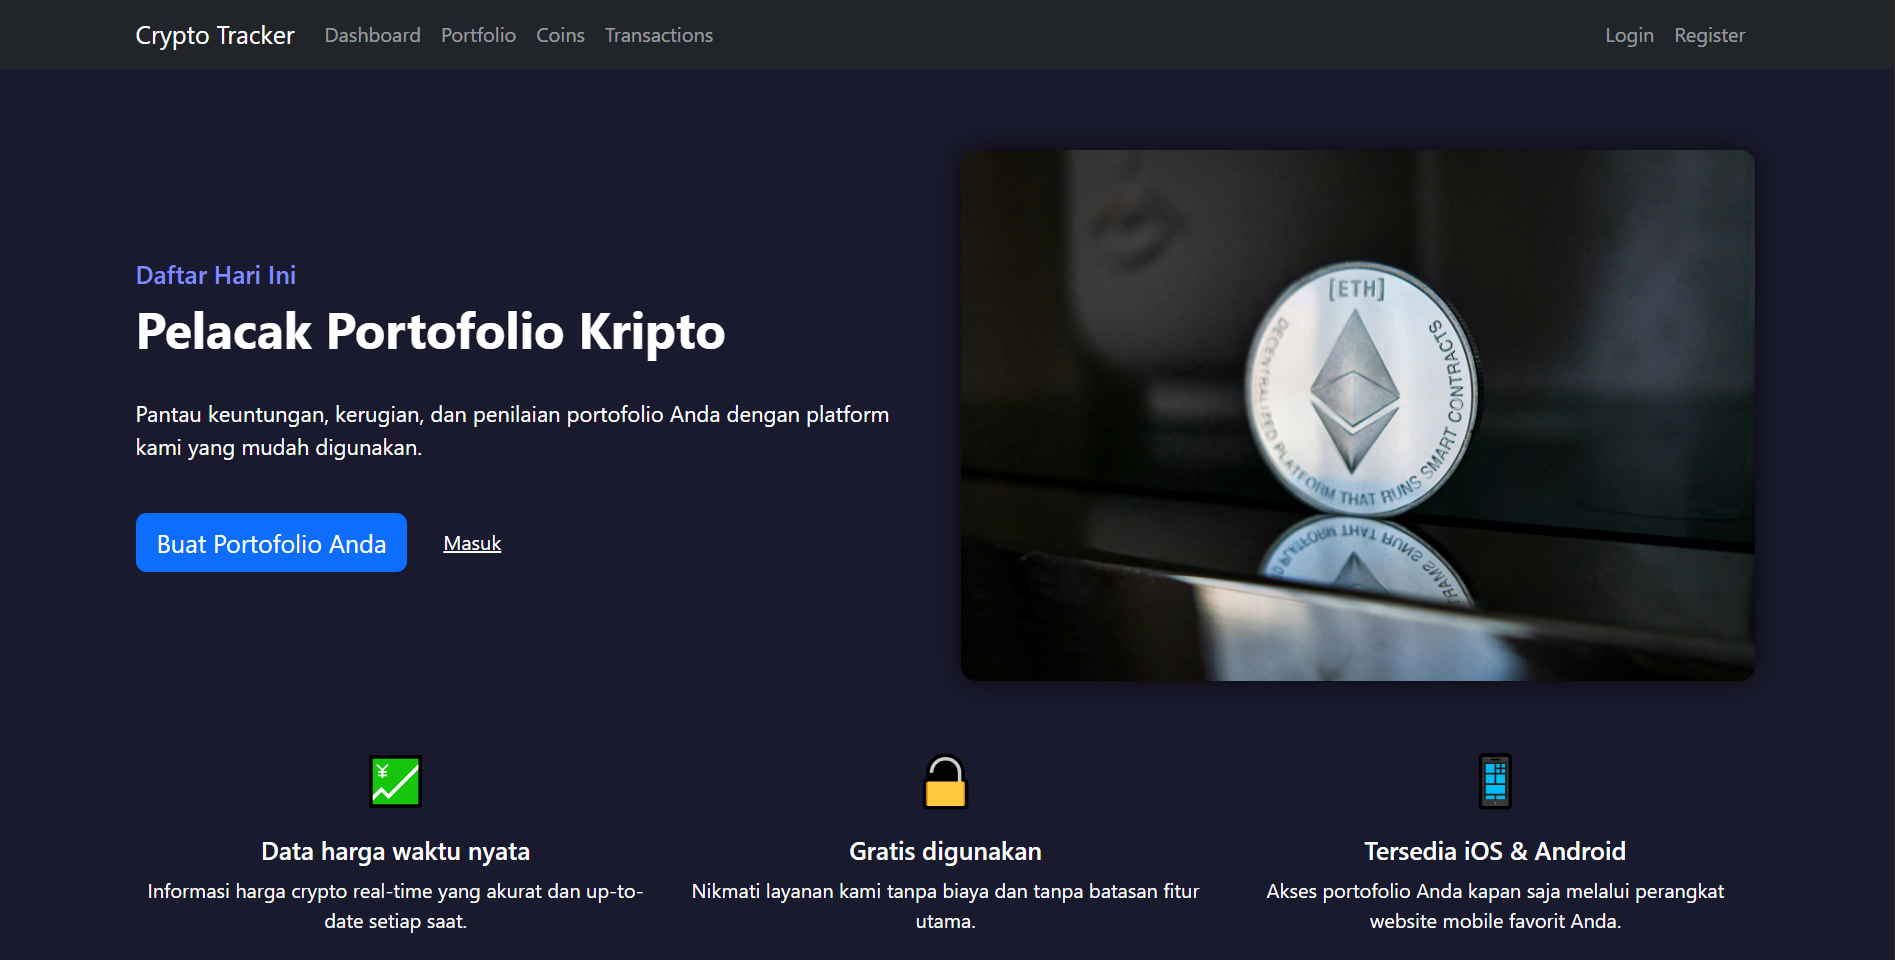 Crypto Tracker Dashboard Portfolio Coins Transactions Login Register
Daftar Hari Ini
Pelacak Portofolio Kripto
Pantau keuntungan, kerugian, dan penilaian portofolio Anda dengan platform
kami yang mudah digunakan.
Buat Portofolio Anda
Masuk
[ETH]
DECENTRALIZED PLATFORM THAT RUNS SMART CONTRACTS
¥
Data harga waktu nyata
Informasi harga crypto real-time yang akurat dan up-to-
date setiap saat.
Gratis digunakan
Nikmati layanan kami tanpa biaya dan tanpa batasan fitur
utama.
Tersedia iOS & Android
Akses portofolio Anda kapan saja melalui perangkat
website mobile favorit Anda.